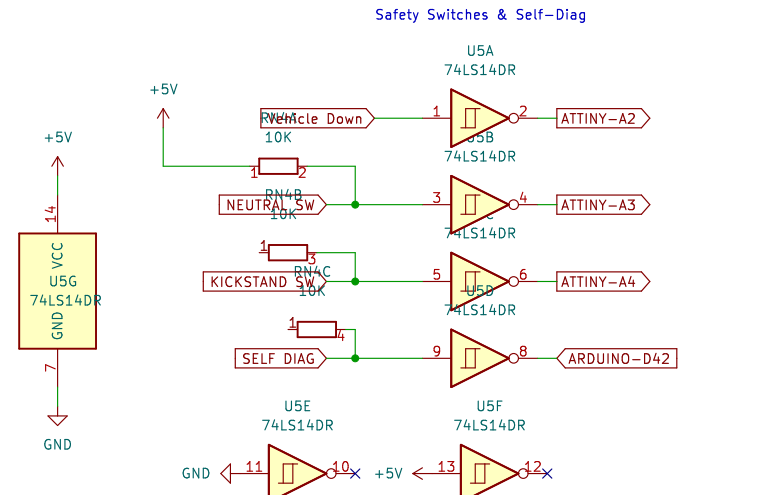 Safety Switches & Self-Diag
U5A
74LS14DR
+5V
RN4A
Vehicle Down
10K
1
2
ATTINY-A2
+5V
U5B
74LS14DR
1
2
RN4B
NEUTRAL SW
10K
3
4
ATTINY-A3
14
74LS14DR
VCC
U5G
74LS14DR
GND
1
3
RN4C
KICKSTAND SW
10K
5
6
ATTINY-A4
U5D
74LS14DR
1
4
SELF DIAG
9
8
ARDUINO-D42
7
GND
U5E
74LS14DR
U5F
74LS14DR
GND
11
10
+5V
13
12